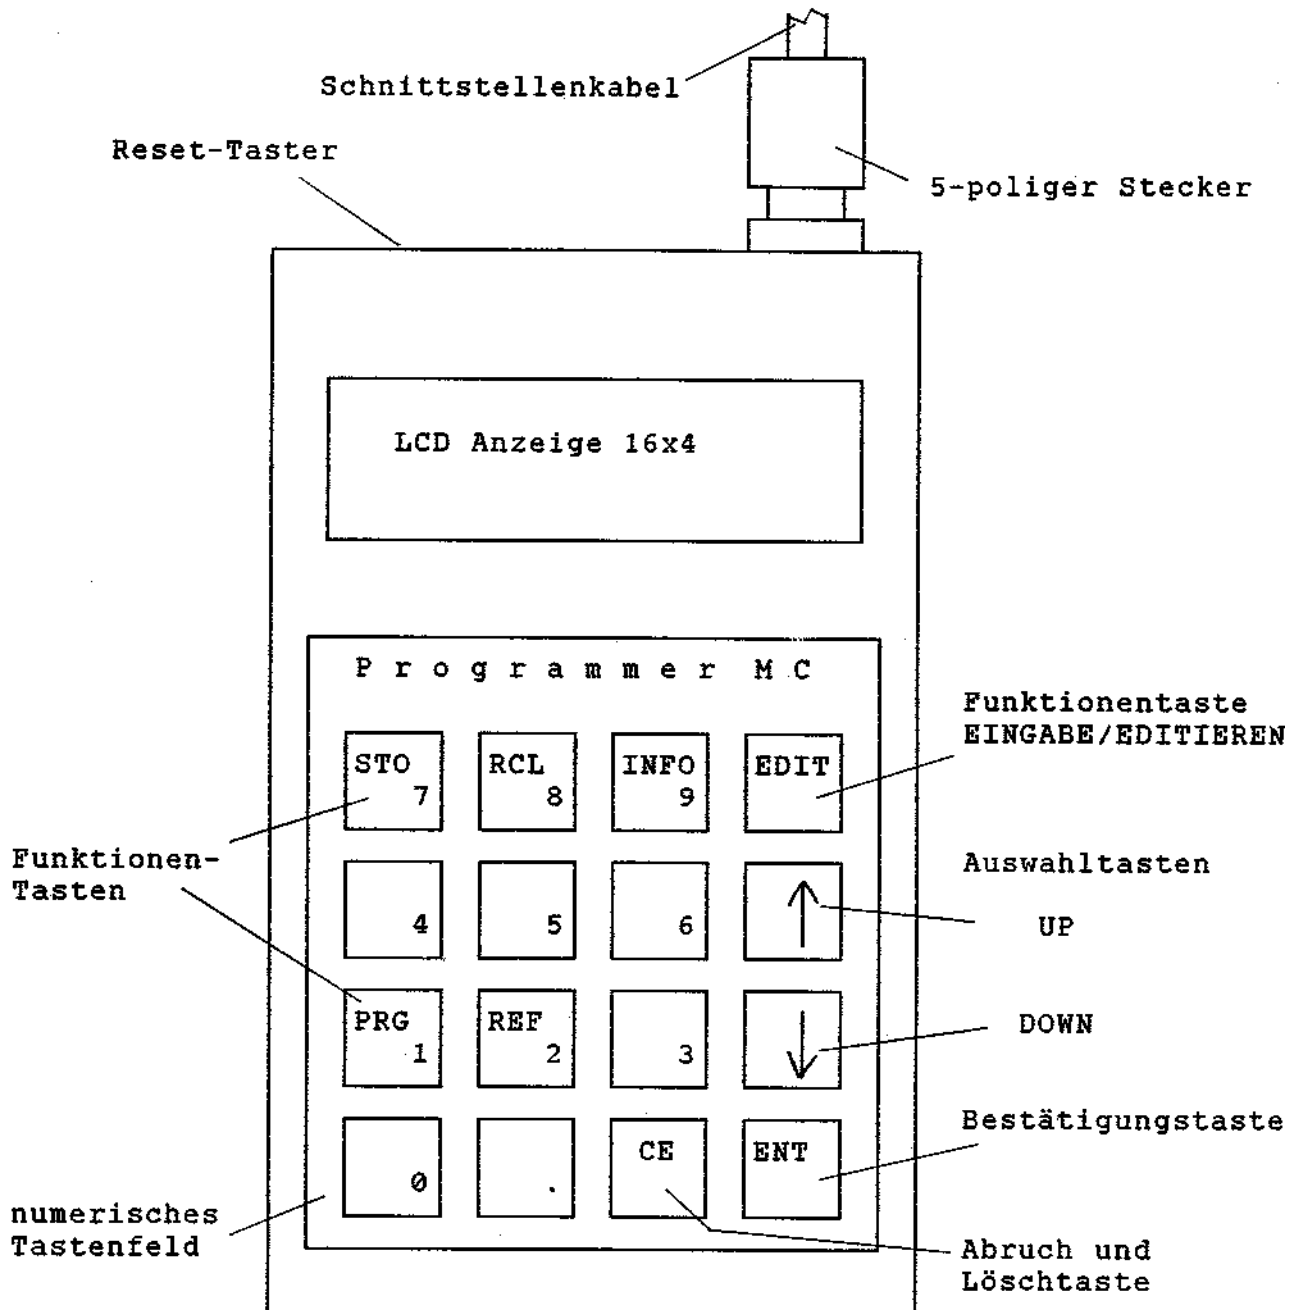 Schnittstellenkabel
Reset-Taster
5-poliger Stecker
LCD Anzeige 16x4
Programmer MC
Funktionentaste
EINGABE/EDITIEREN
STO 7
RCL 8
INFO 9
EDIT
Funktionen-
Tasten
Auswahltasten
4
5
6
UP
PRG 1
REF 2
3
DOWN
Bestätigungstaste
0
.
CE
ENT
numerisches
Tastenfeld
Abruch und
Löschtaste